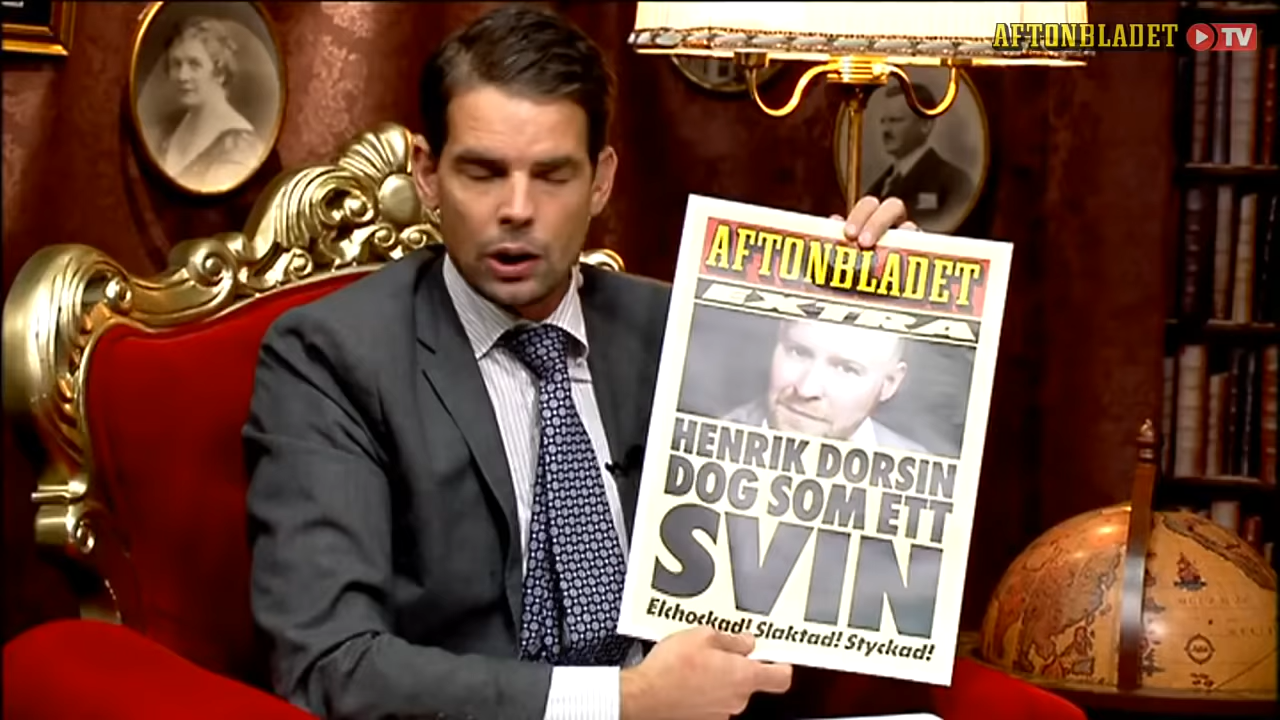 AFTONBLADET TV
AFTONBLADET
EXTRA
HENRIK DORSIN
DOG SOM ETT
SVIN
Elchockad! Slaktad! Styckad!